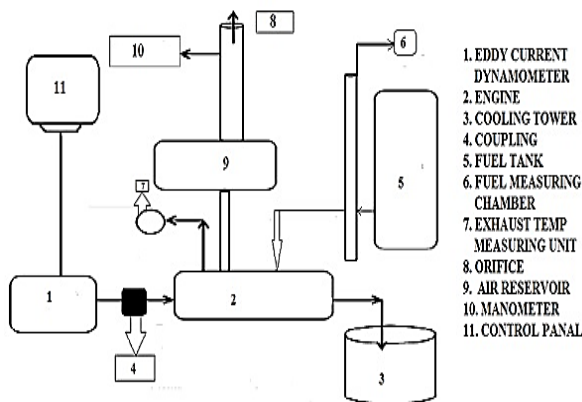 8
10
6
11
9
7
5
1
2
4
3
1. EDDY CURRENT
DYNAMOMETER
2. ENGINE
3. COOLING TOWER
4. COUPLING
5. FUEL TANK
6. FUEL MEASURING
CHAMBER
7. EXHAUST TEMP
MEASURING UNIT
8. ORIFICE
9. AIR RESERVOIR
10. MANOMETER
11. CONTROL PANAL